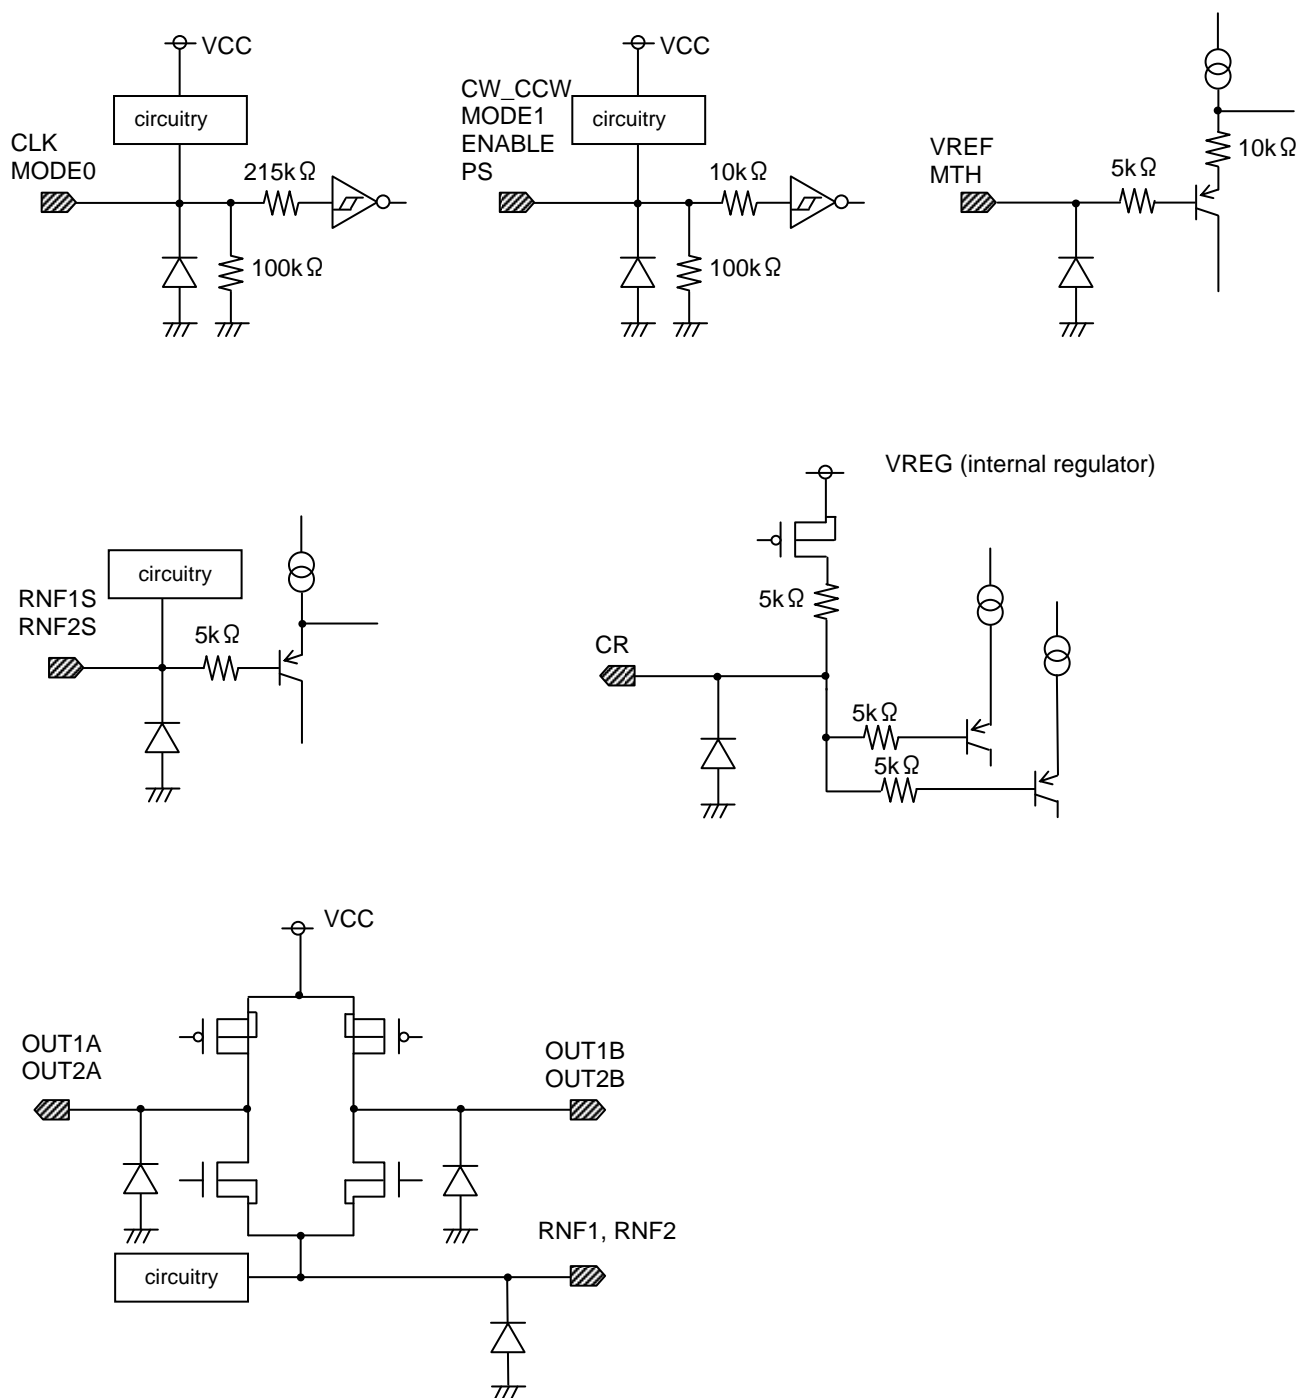 VCC
circuitry
CLK
MODE0
215kΩ
100kΩ
VCC
CW_CCW
MODE1
ENABLE
PS
circuitry
10kΩ
100kΩ
VREF
MTH
5kΩ
10kΩ
circuitry
RNF1S
RNF2S
5kΩ
VREG (internal regulator)
5kΩ
CR
5kΩ
5kΩ
VCC
OUT1A
OUT2A
OUT1B
OUT2B
RNF1, RNF2
circuitry